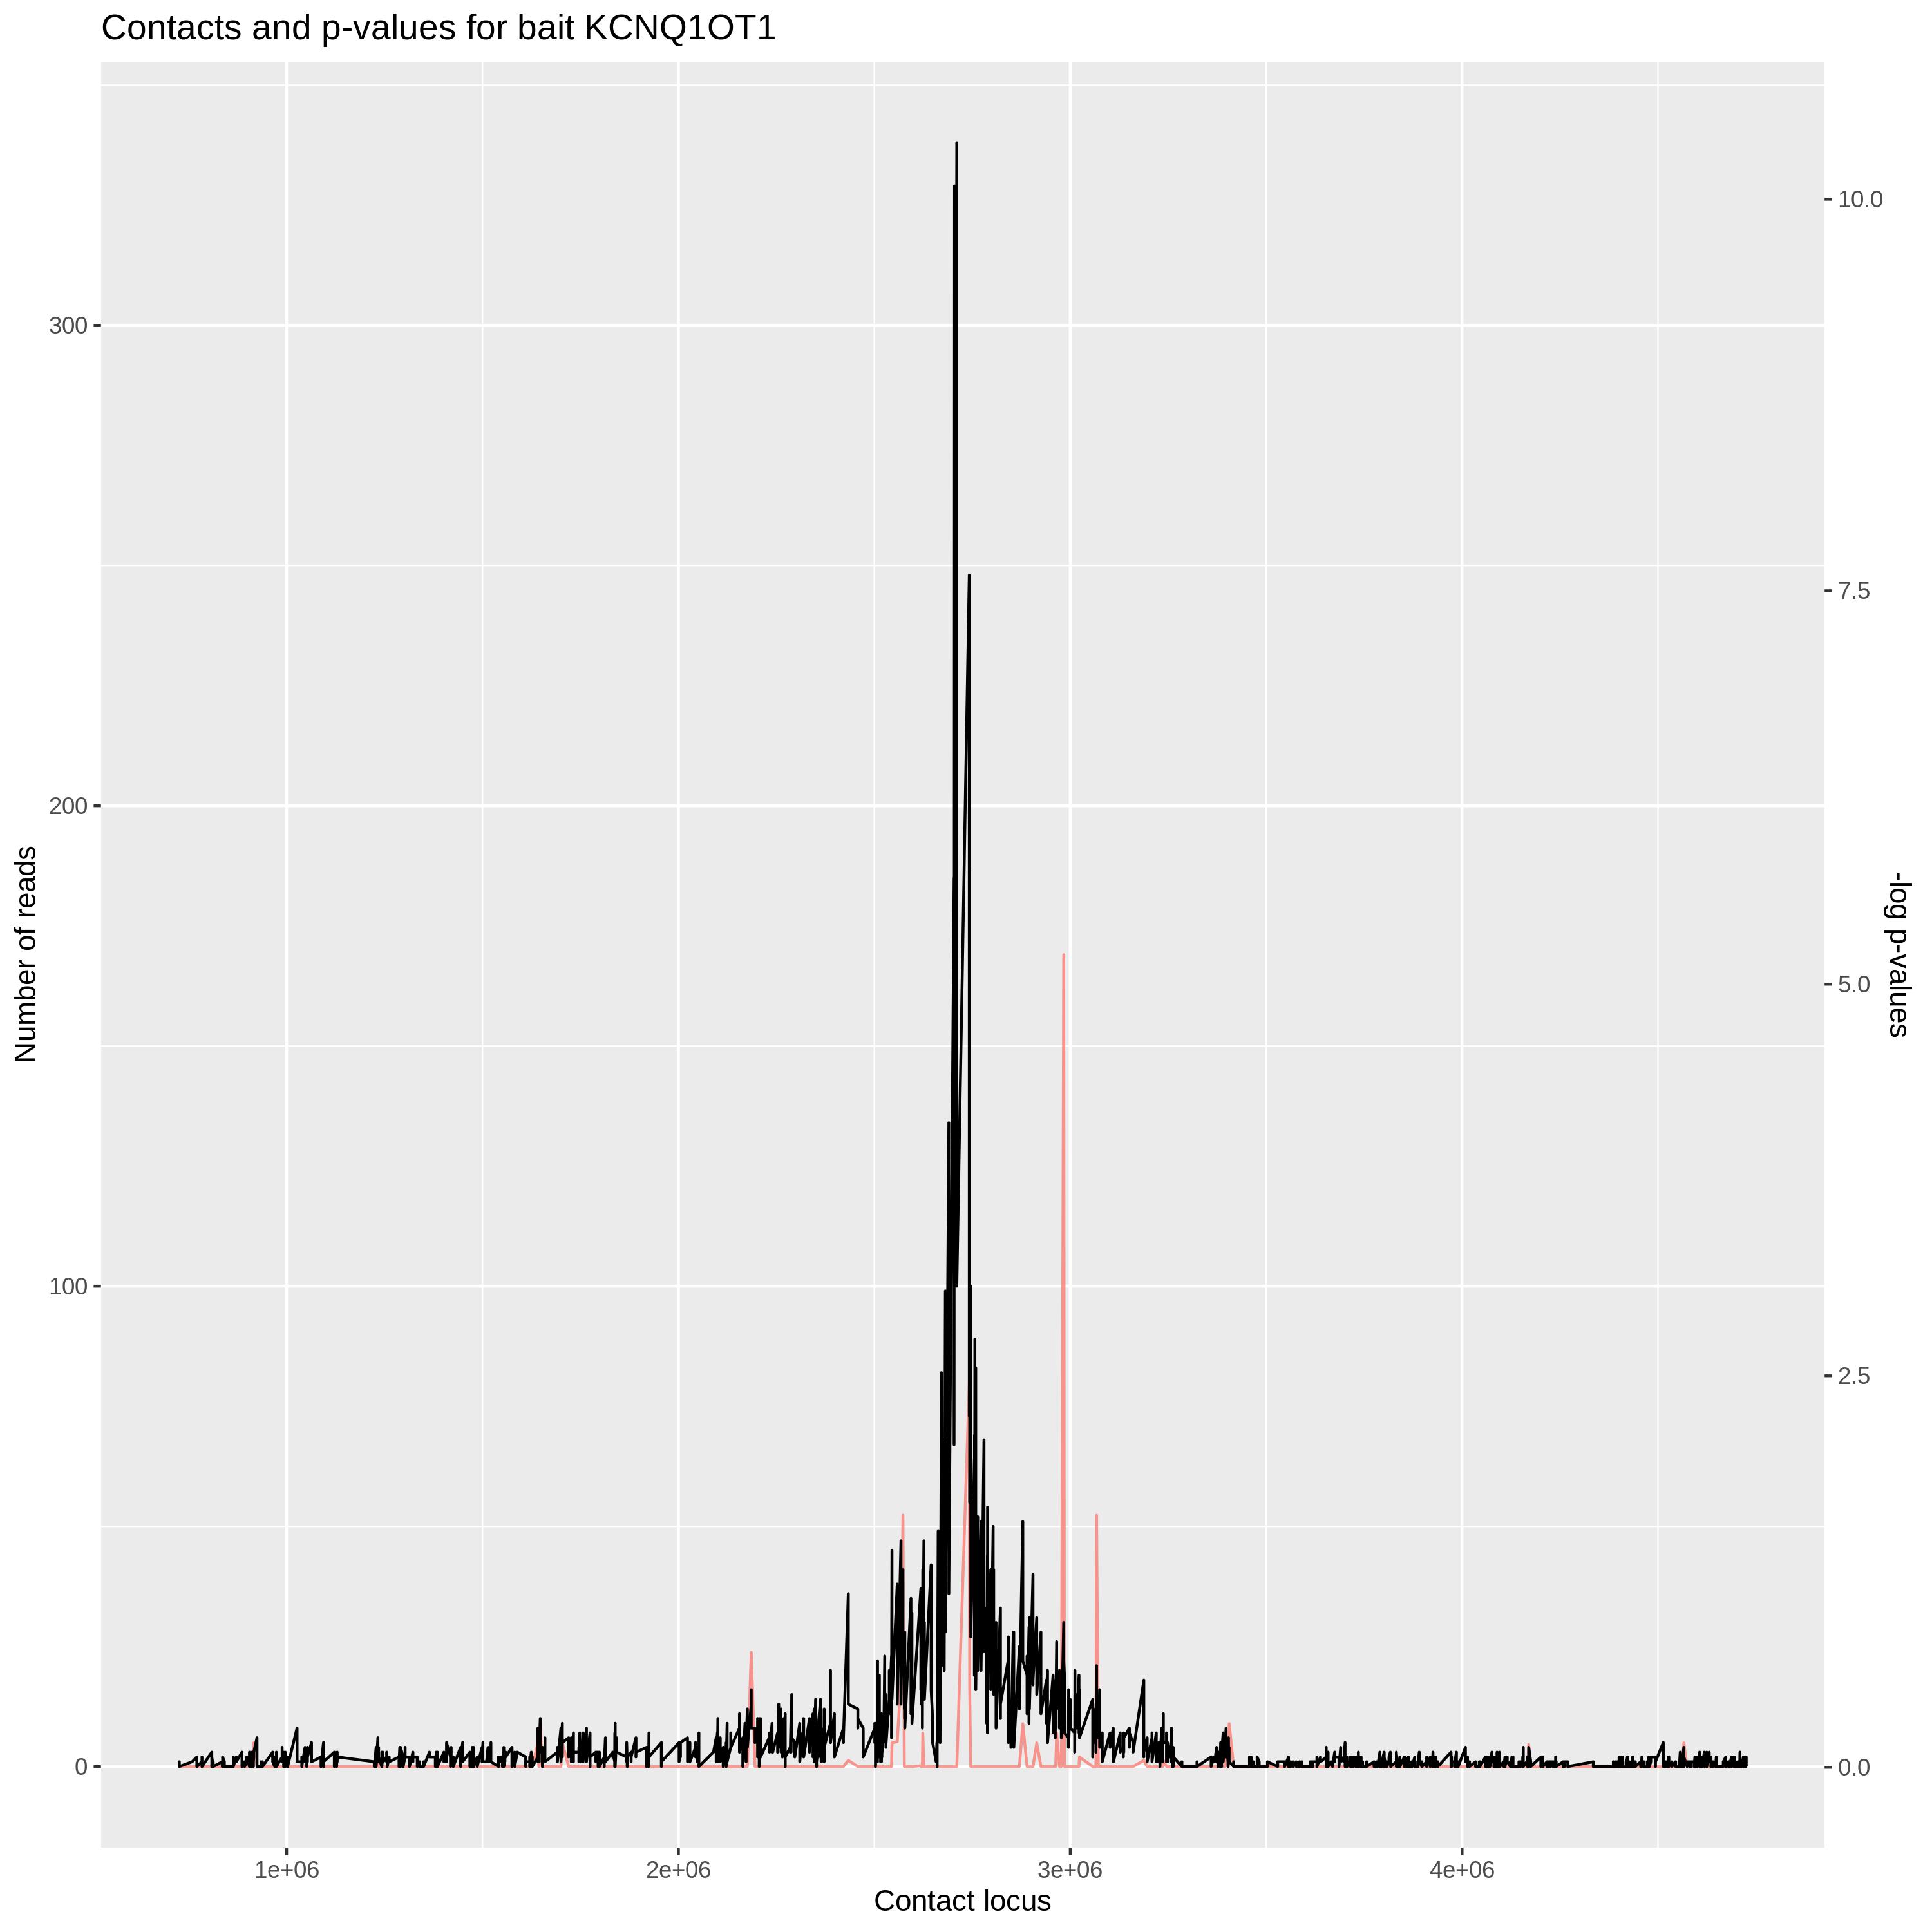 Contacts and p-values for bait KCNQ1OT1
300
200
100
0
Number of reads
10.0
7.5
5.0
2.5
0.0
-log p-values
1e+06
2e+06
3e+06
4e+06
Contact locus